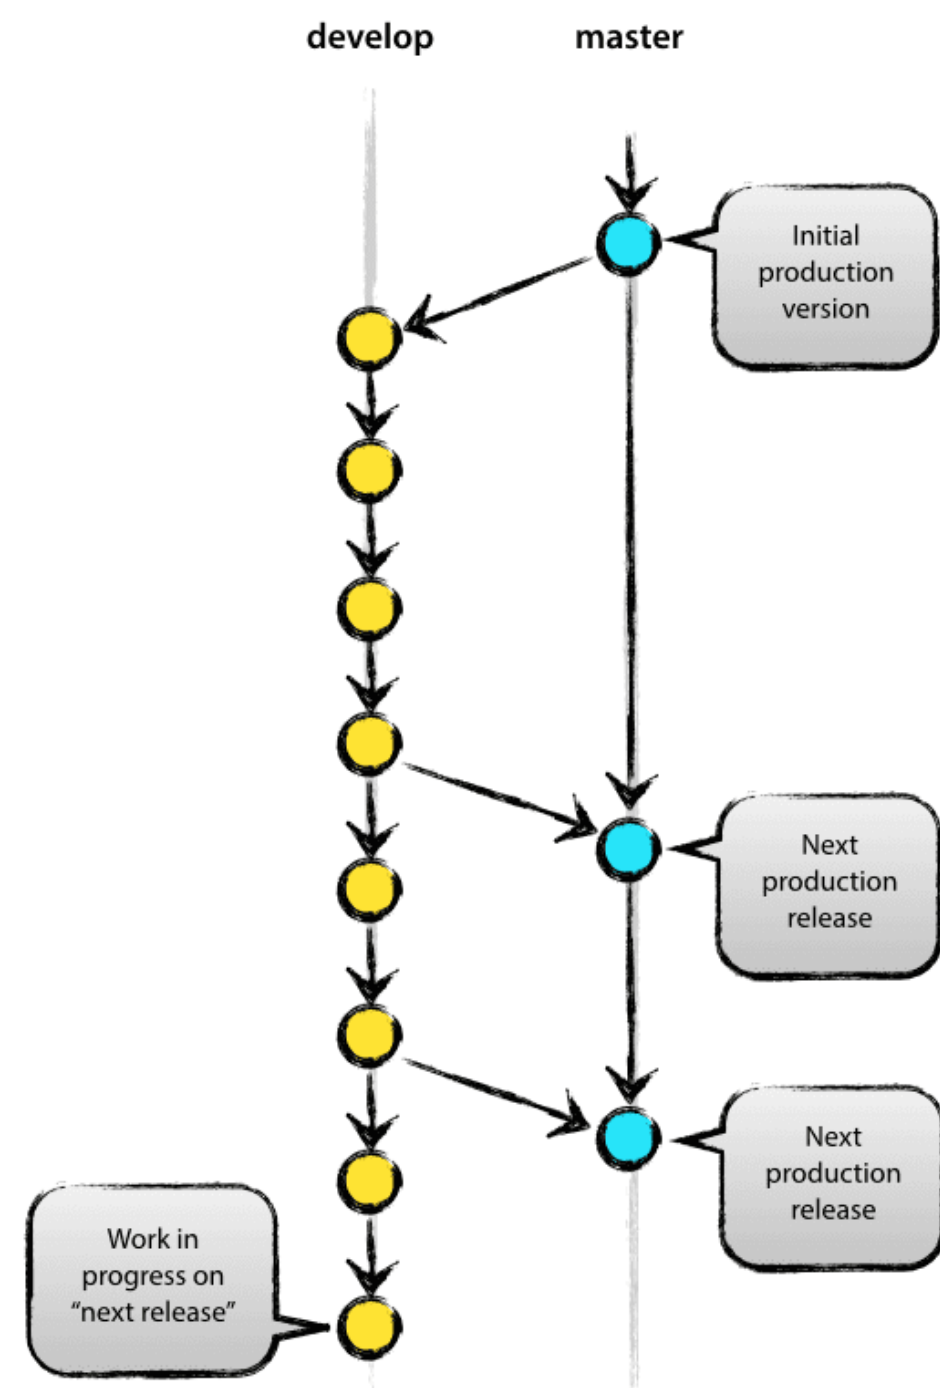 develop
master
Initial
production
version
Next
production
release
Next
production
release
Work in
progress on
“next release”